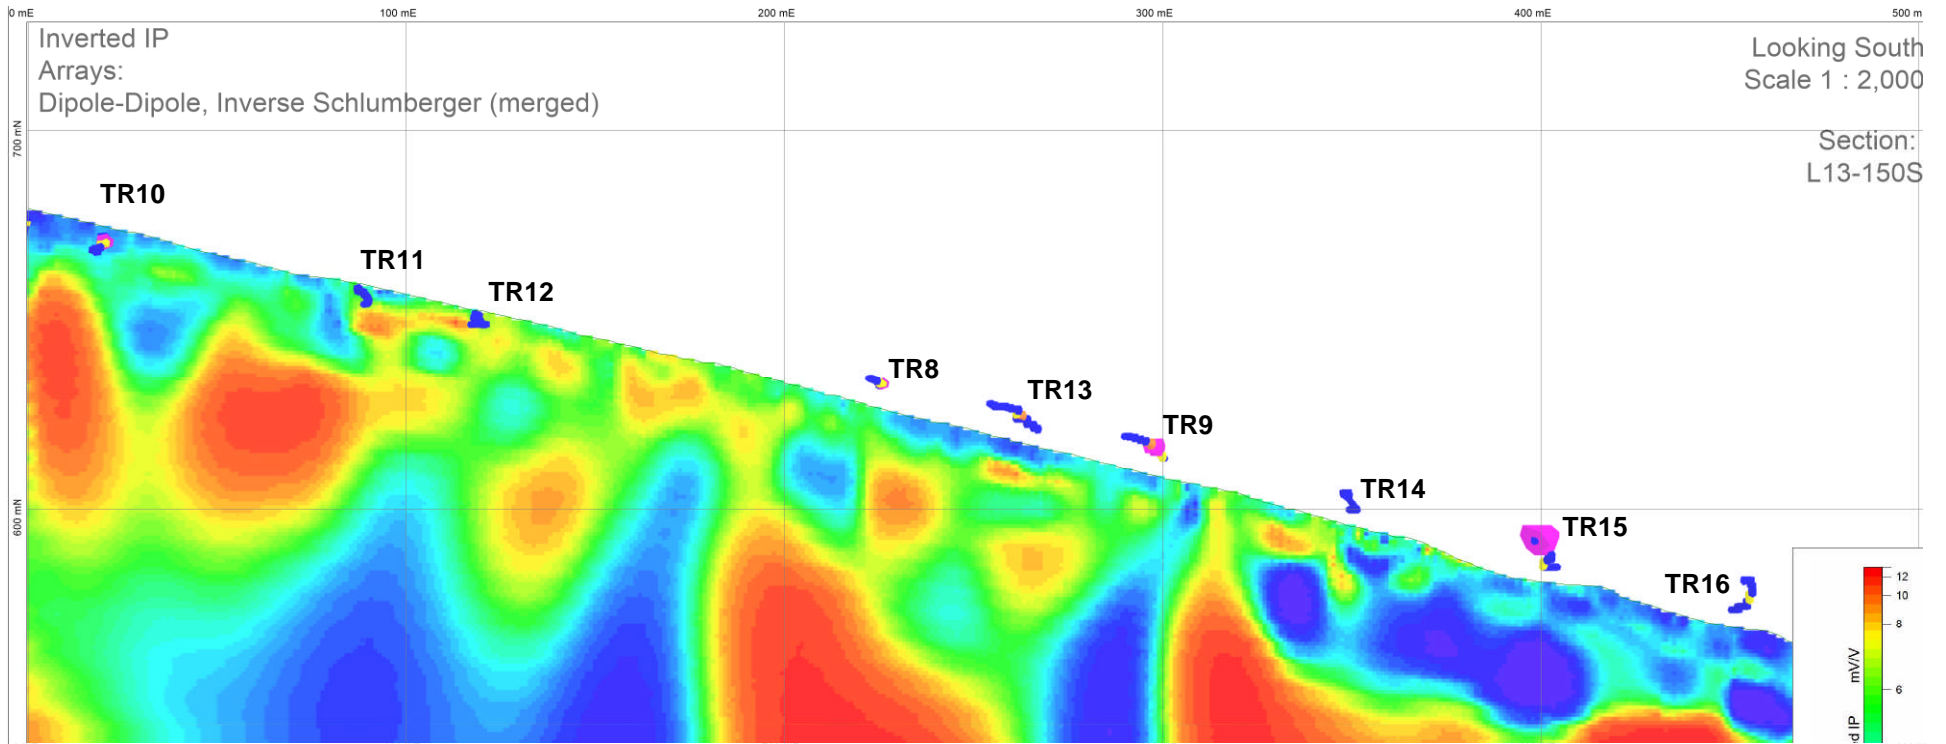 0 mE
100 mE
200 mE
300 mE
400 mE
500 m
Inverted IP
Arrays:
Dipole-Dipole, Inverse Schlumberger (merged)
Looking South
Scale 1 : 2,000
Section:
L13-150S
700 mN
600 mN
TR10
TR11
TR12
TR8
TR13
TR9
TR14
TR15
TR16
12
10
8
6
mV/V
ed IP